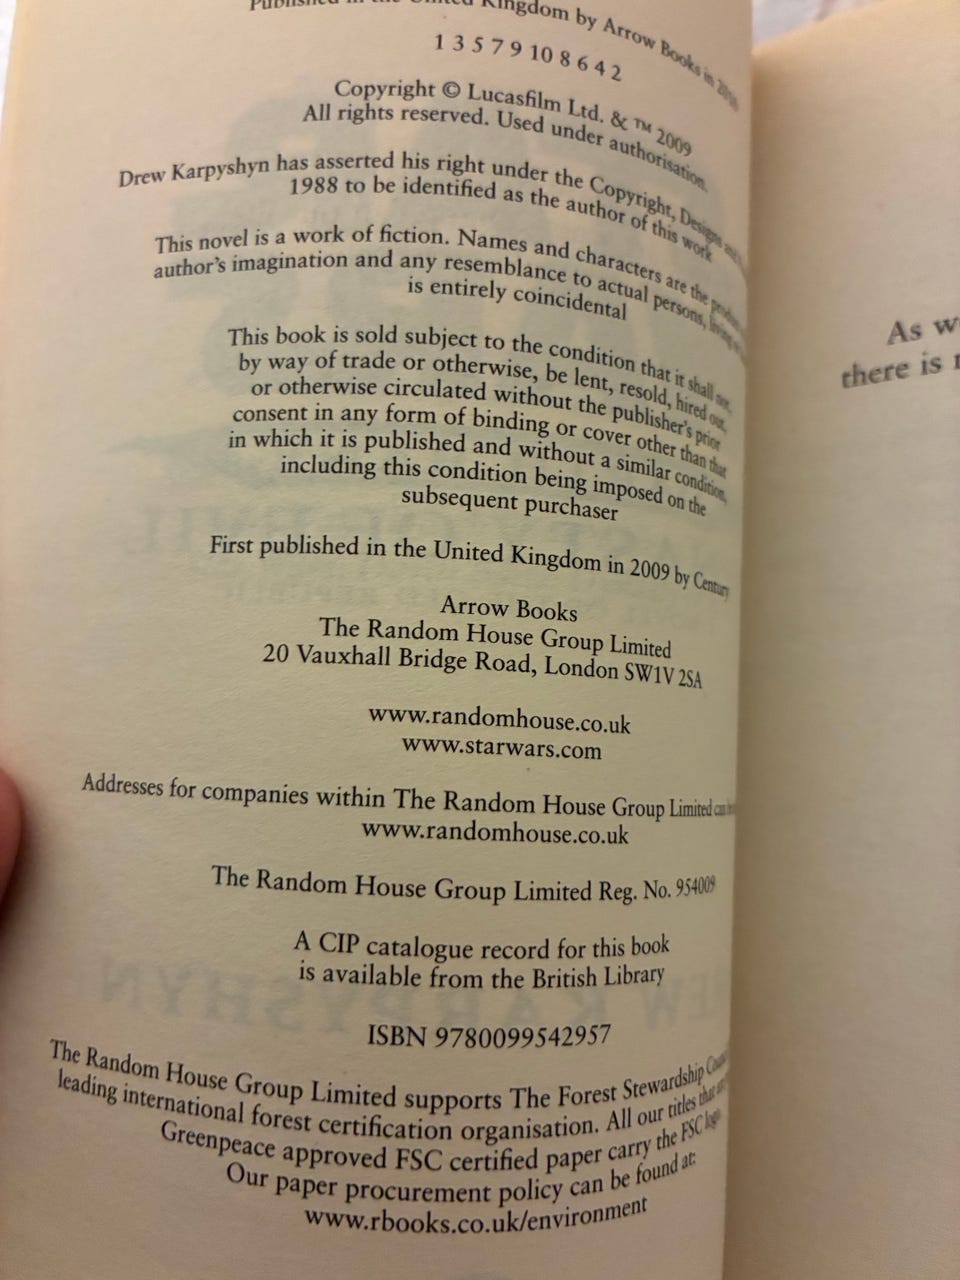 Published in the United Kingdom by Arrow Books in
1 3 5 7 9 10 8 6 4 2
Copyright © Lucasfilm Ltd. & ™ 2009
All rights reserved. Used under authorisation.
Drew Karpyshyn has asserted his right under the Copyright, Designs and
1988 to be identified as the author of this work
This novel is a work of fiction. Names and characters are the product
author's imagination and any resemblance to actual persons, living or
is entirely coincidental
This book is sold subject to the condition that it shall not,
by way of trade or otherwise, be lent, resold, hired out,
or otherwise circulated without the publisher's prior
consent in any form of binding or cover other than that
in which it is published and without a similar condition,
including this condition being imposed on the
subsequent purchaser
First published in the United Kingdom in 2009 by Century
Arrow Books
The Random House Group Limited
20 Vauxhall Bridge Road, London SW1V 2SA
www.randomhouse.co.uk
www.starwars.com
Addresses for companies within The Random House Group Limited can
www.randomhouse.co.uk
The Random House Group Limited Reg. No. 954009
A CIP catalogue record for this book
is available from the British Library
ISBN 9780099542957
The Random House Group Limited supports The Forest Stewardship
leading international forest certification organisation. All our titles that
Greenpeace approved FSC certified paper carry the FSC logo
Our paper procurement policy can be found at:
www.rbooks.co.uk/environment
As
there is